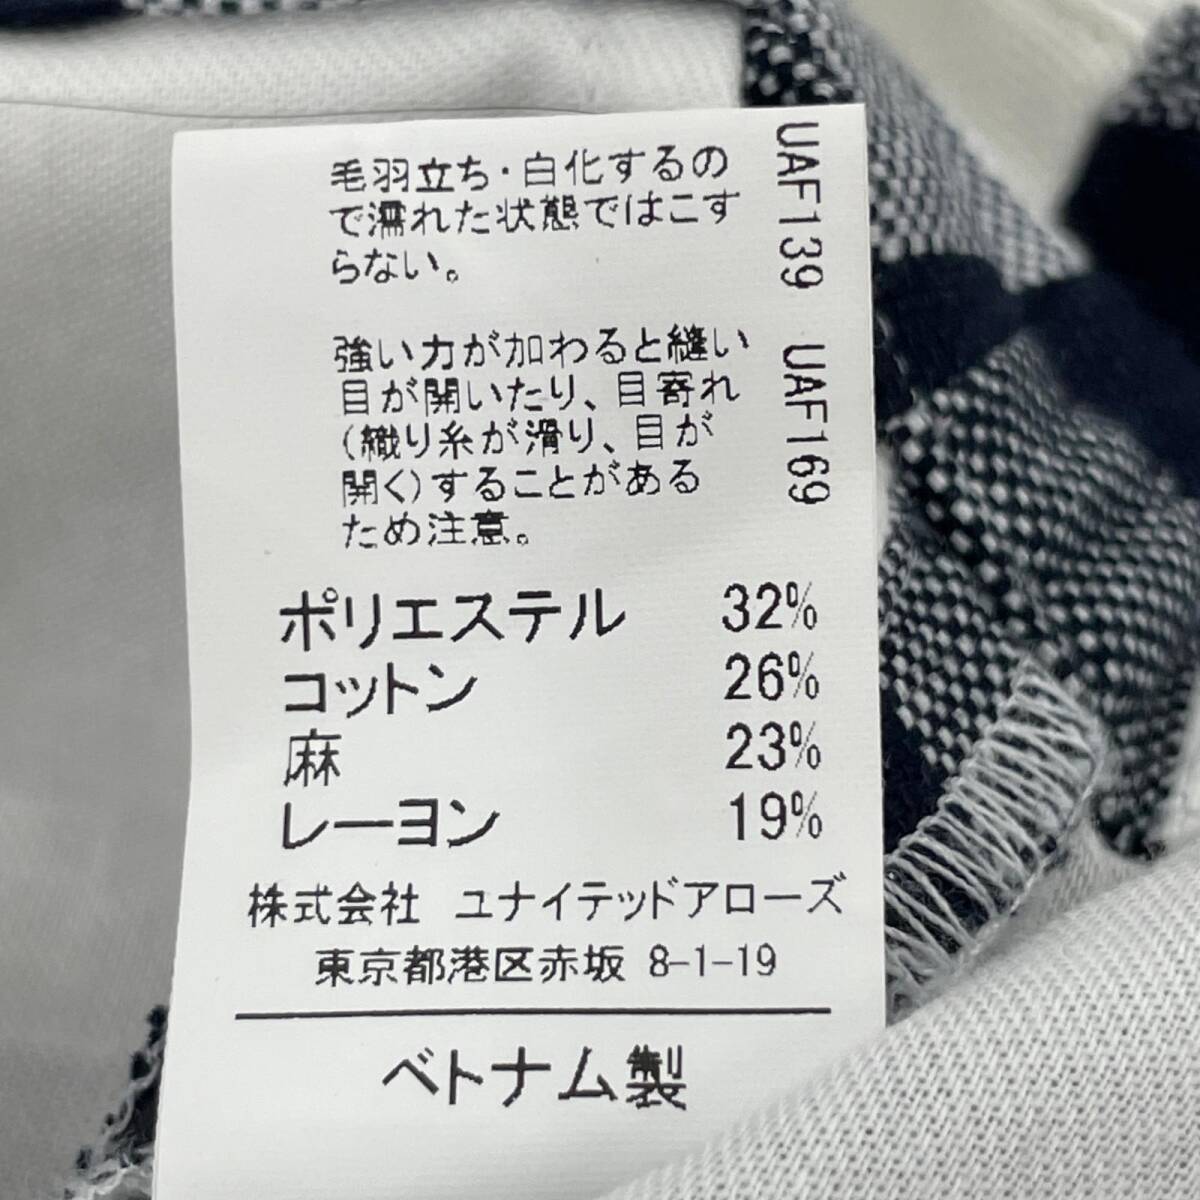 毛羽立ち・白化するの
で濡れた状態ではこす
らない。
強い力が加わると縫い
目が開いたり、目寄れ
(織り糸が滑り、目が
開く)することがある
ため注意。
UAF139
UAF169
ポリエステル 32%
コットン 26%
麻 23%
レーヨン 19%
株式会社 ユナイテッドアローズ
東京都港区赤坂 8-1-19
ベトナム製